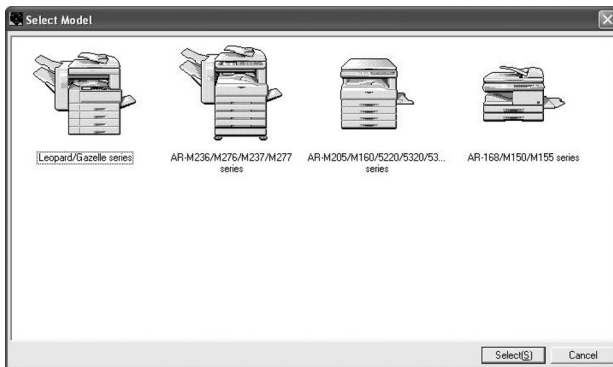 Select Model
Leopard/Gazelle series
AR-M236/M276/M237/M277
series
AR-M205/M160/5220/5320/53...
series
AR-168/M150/M155 series
Select(S)
Cancel